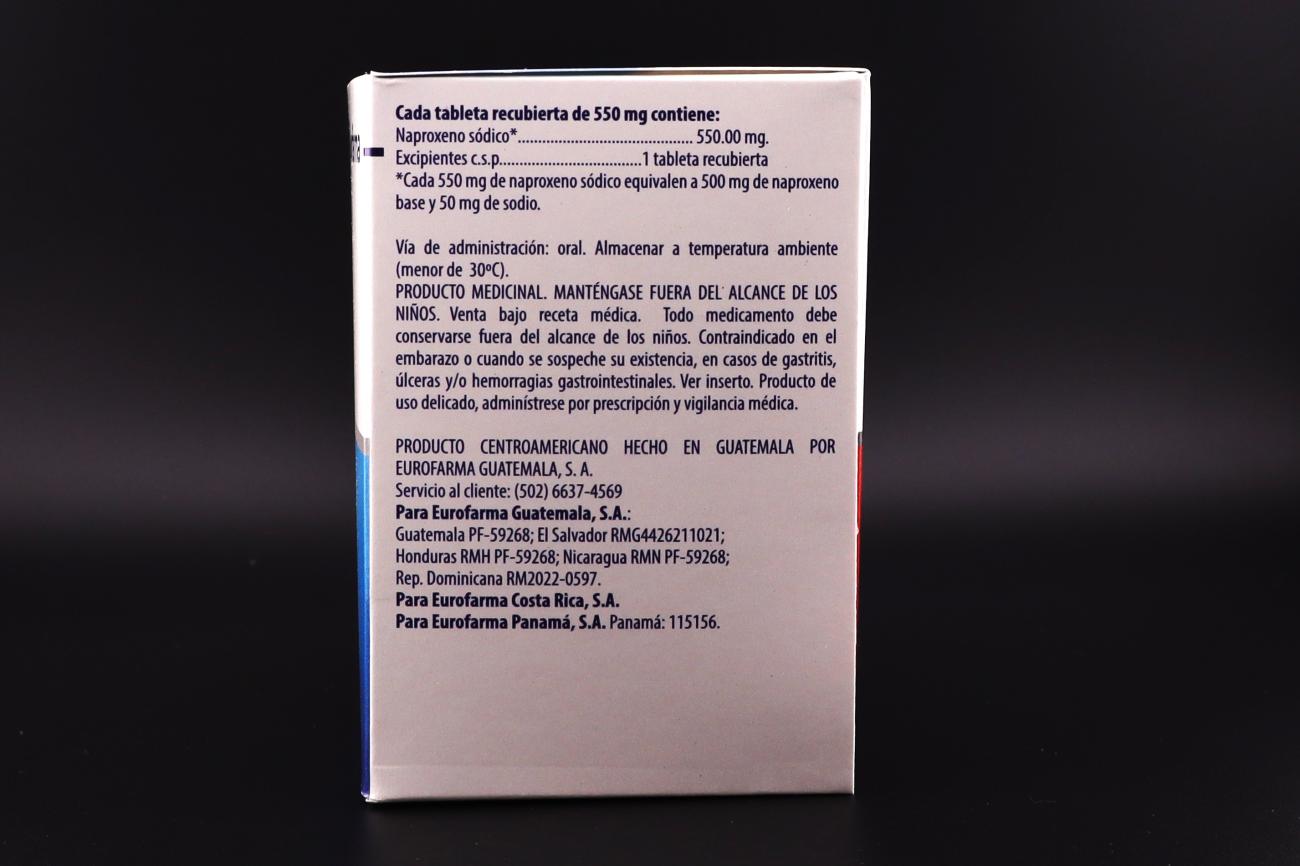 Cada tableta recubierta de 550 mg contiene:
Naproxeno sódico*.......................................... 550.00 mg.
Excipientes c.s.p...................................1 tableta recubierta
*Cada 550 mg de naproxeno sódico equivalen a 500 mg de naproxeno
base y 50 mg de sodio.
Vía de administración: oral. Almacenar a temperatura ambiente
(menor de 30ºC).
PRODUCTO MEDICINAL. MANTÉNGASE FUERA DEL ALCANCE DE LOS
NIÑOS. Venta bajo receta médica. Todo medicamento debe
conservarse fuera del alcance de los niños. Contraindicado en el
embarazo o cuando se sospeche su existencia, en casos de gastritis,
úlceras y/o hemorragias gastrointestinales. Ver inserto. Producto de
uso delicado, adminístrese por prescripción y vigilancia médica.
PRODUCTO CENTROAMERICANO HECHO EN GUATEMALA POR
EUROFARMA GUATEMALA, S. A.
Servicio al cliente: (502) 6637-4569
Para Eurofarma Guatemala, S.A.:
Guatemala PF-59268; El Salvador RMG4426211021;
Honduras RMH PF-59268; Nicaragua RMN PF-59268;
Rep. Dominicana RM2022-0597.
Para Eurofarma Costa Rica, S.A.
Para Eurofarma Panamá, S.A. Panamá: 115156.